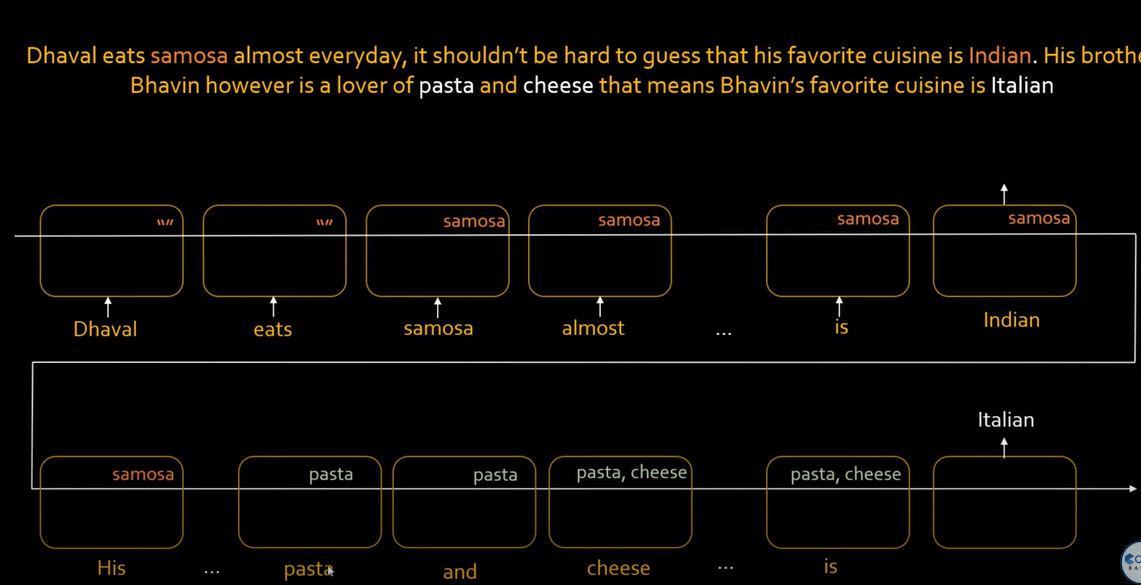 Dhaval eats samosa almost everyday, it shouldn't be hard to guess that his favorite cuisine is Indian. His brothe
Bhavin however is a lover of pasta and cheese that means Bhavin's favorite cuisine is Italian
"" "" samosa samosa samosa samosa
Dhaval eats samosa almost ... is Indian
Italian
samosa pasta pasta pasta, cheese pasta, cheese
His ... pasta and cheese ... is